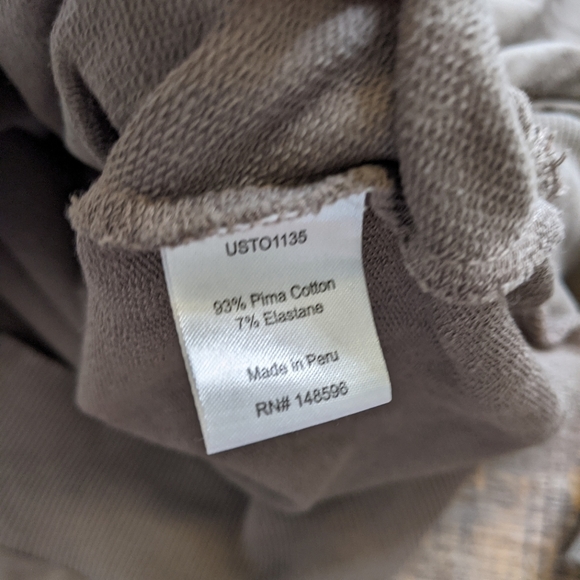 USTO1135
93% Pima Cotton
7% Elastane
Made in Peru
RN# 148596